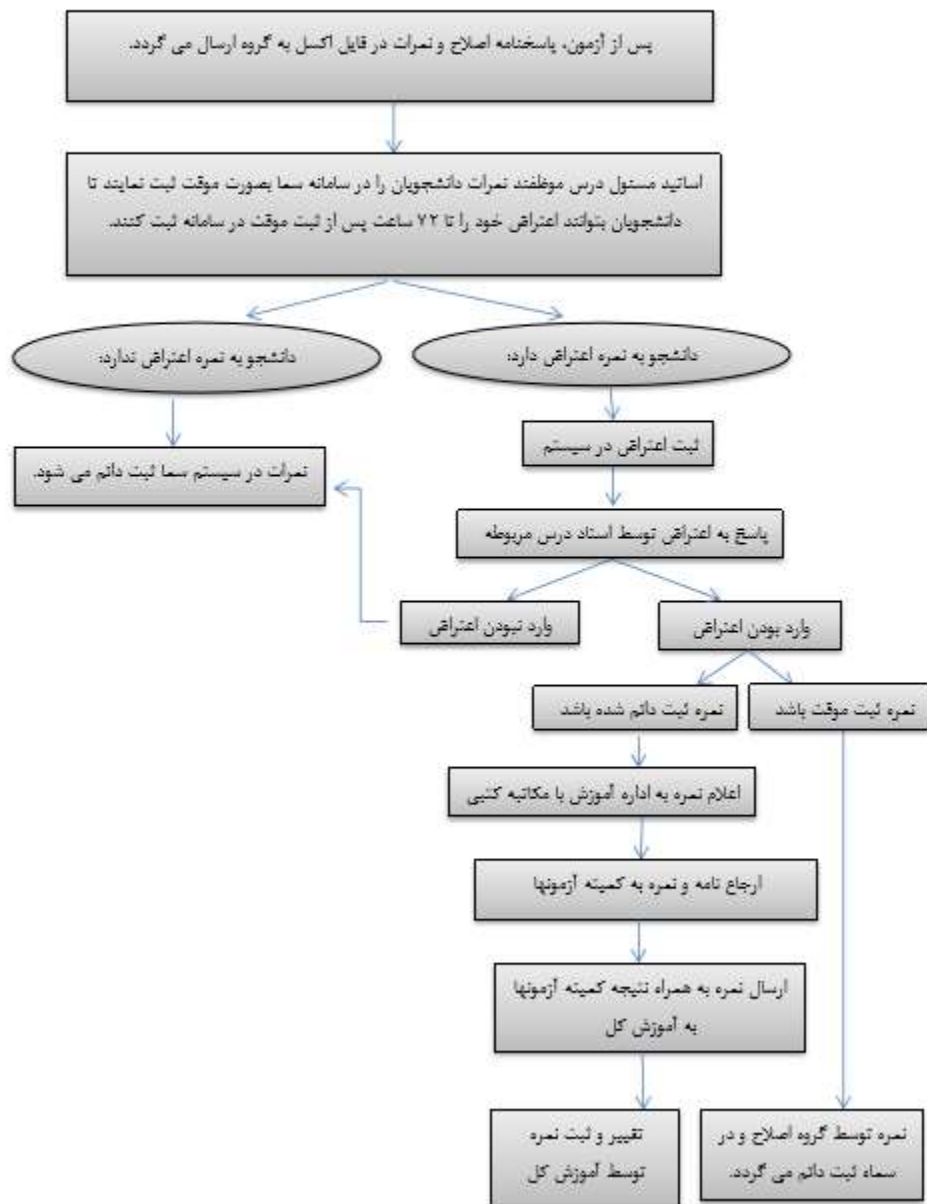 پس از آزمون، پاسخنامه اصلاح و نمرات در فایل اکسل به گروه ارسال می گردد.
اساتید مسئول درس موظفند نمرات دانشجویان را در سامانه سما بصورت موقت ثبت نمایند تا
دانشجویان بتوانند اعتراض خود را تا ۷۲ ساعت پس از ثبت موقت در سامانه ثبت کنند.
دانشجو به نمره اعتراض دارد:
دانشجو به نمره اعتراض ندارد:
ثبت اعتراض در سیستم
نمرات در سیستم سما ثبت دائم می شود.
پاسخ به اعتراض توسط استاد درس مربوطه
وارد بودن اعتراض
وارد نبودن اعتراض
نمره ثبت موقت باشد
نمره ثبت دائم شده باشد
اعلام نمره به اداره آموزش با مکاتبه کتبی
ارجاع نامه و نمره به کمیته آزمونها
ارسال نمره به همراه نتیجه کمیته آزمونها
به آموزش کل
نمره توسط گروه اصلاح و در
سماء ثبت دائم می گردد.
تغییر و ثبت نمره
توسط آموزش کل